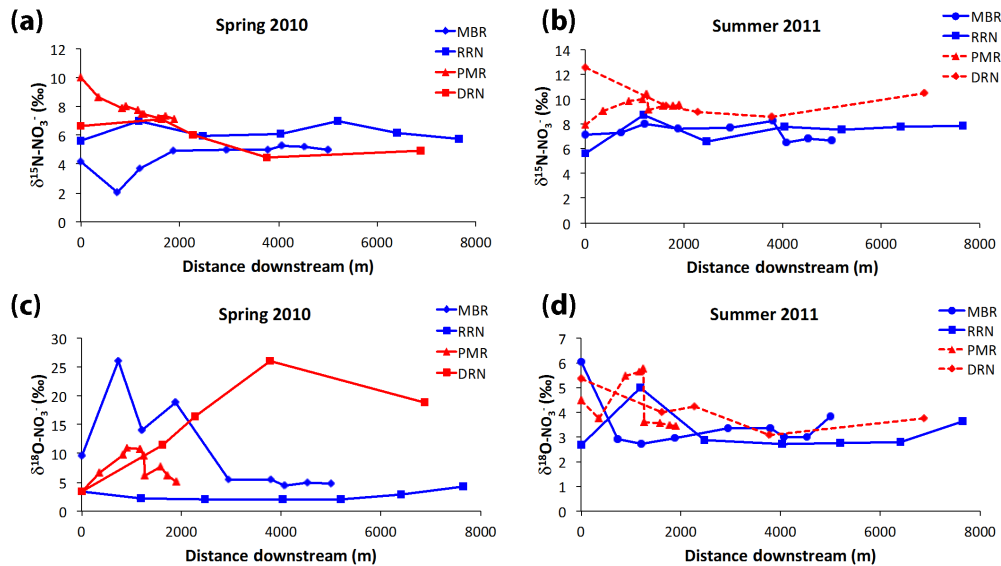 (a)
Spring 2010
MBR
RRN
PMR
DRN
12
10
8
6
4
2
0
δ¹⁵N-NO₃⁻ (‰)
0 2000 4000 6000 8000
Distance downstream (m)
(b)
Summer 2011
MBR
RRN
PMR
DRN
14
12
10
8
6
4
2
0
δ¹⁵N-NO₃⁻ (‰)
0 2000 4000 6000 8000
Distance downstream (m)
(c)
Spring 2010
MBR
RRN
PMR
DRN
30
25
20
15
10
5
0
δ¹⁸O-NO₃⁻ (‰)
0 2000 4000 6000 8000
Distance downstream (m)
(d)
Summer 2011
MBR
RRN
PMR
DRN
7
6
5
4
3
2
1
0
δ¹⁸O-NO₃⁻ (‰)
0 2000 4000 6000 8000
Distance downstream (m)